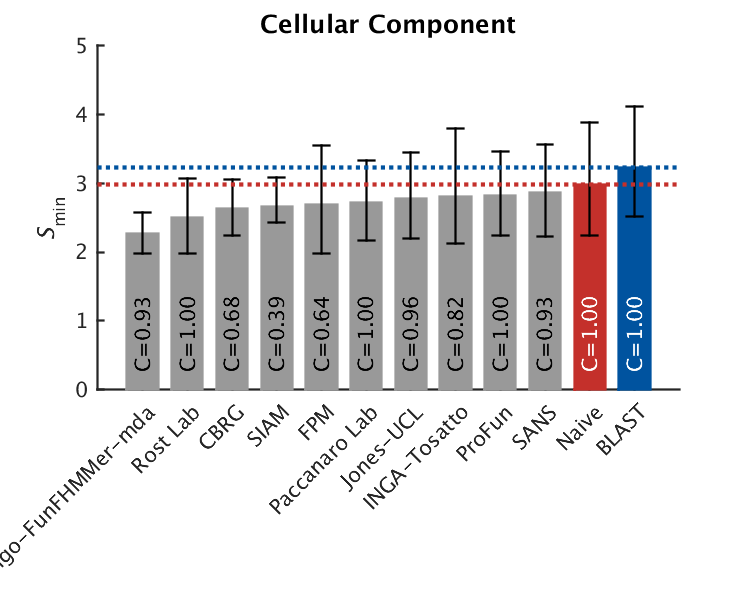 Cellular Component
5
4
3
2
1
0
Smin
C=0.93
C=1.00
C=0.68
C=0.39
C=0.64
C=1.00
C=0.96
C=0.82
C=1.00
C=0.93
C=1.00
C=1.00
go-FunFHMMer-mda
Rost Lab
CBRG
SIAM
FPM
Paccanaro Lab
Jones-UCL
INGA-Tosatto
ProFun
SANS
Naive
BLAST